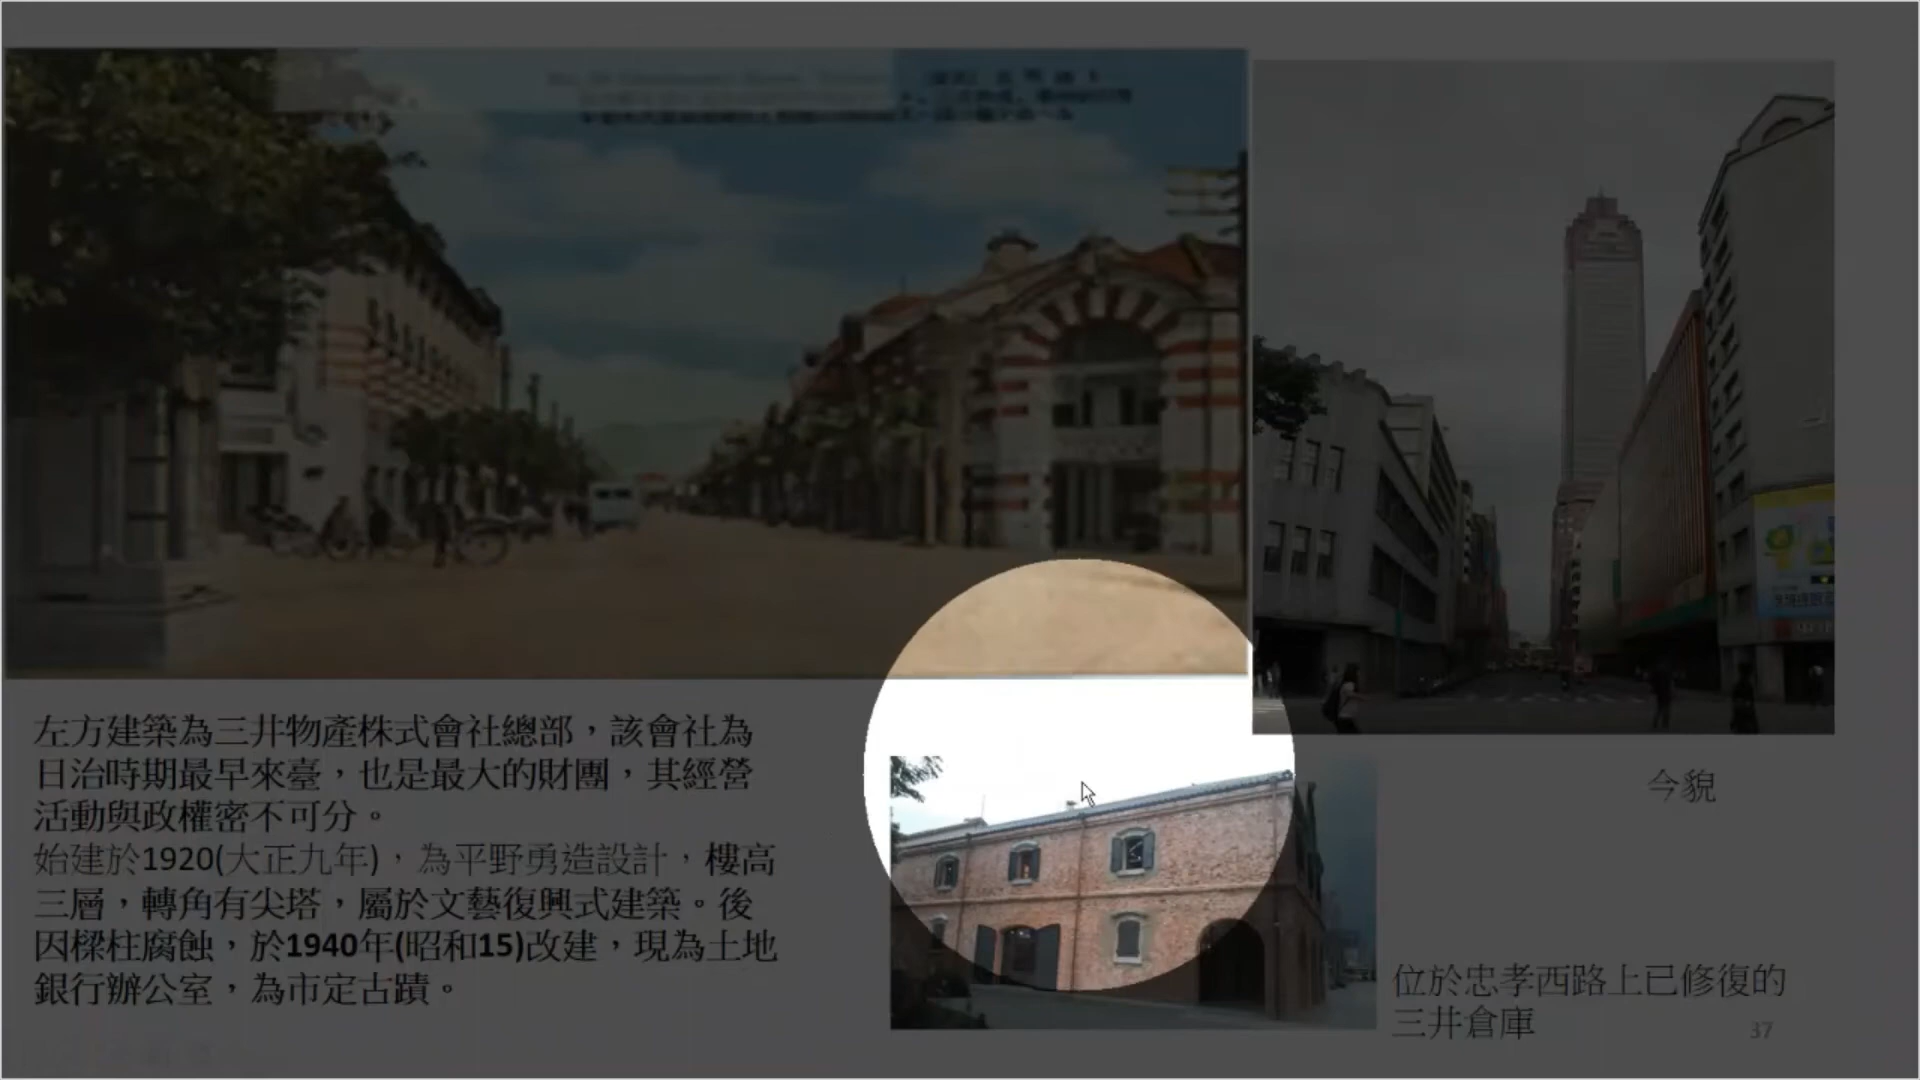 左方建築為三井物產株式會社總部，該會社為
日治時期最早來臺，也是最大的財團，其經營
活動與政權密不可分。
始建於1920(大正九年)，為平野勇造設計，樓高
三層，轉角有尖塔，屬於文藝復興式建築。後
因樑柱腐蝕，於1940年(昭和15)改建，現為土地
銀行辦公室，為市定古蹟。
今貌
位於忠孝西路上已修復的
三井倉庫
37